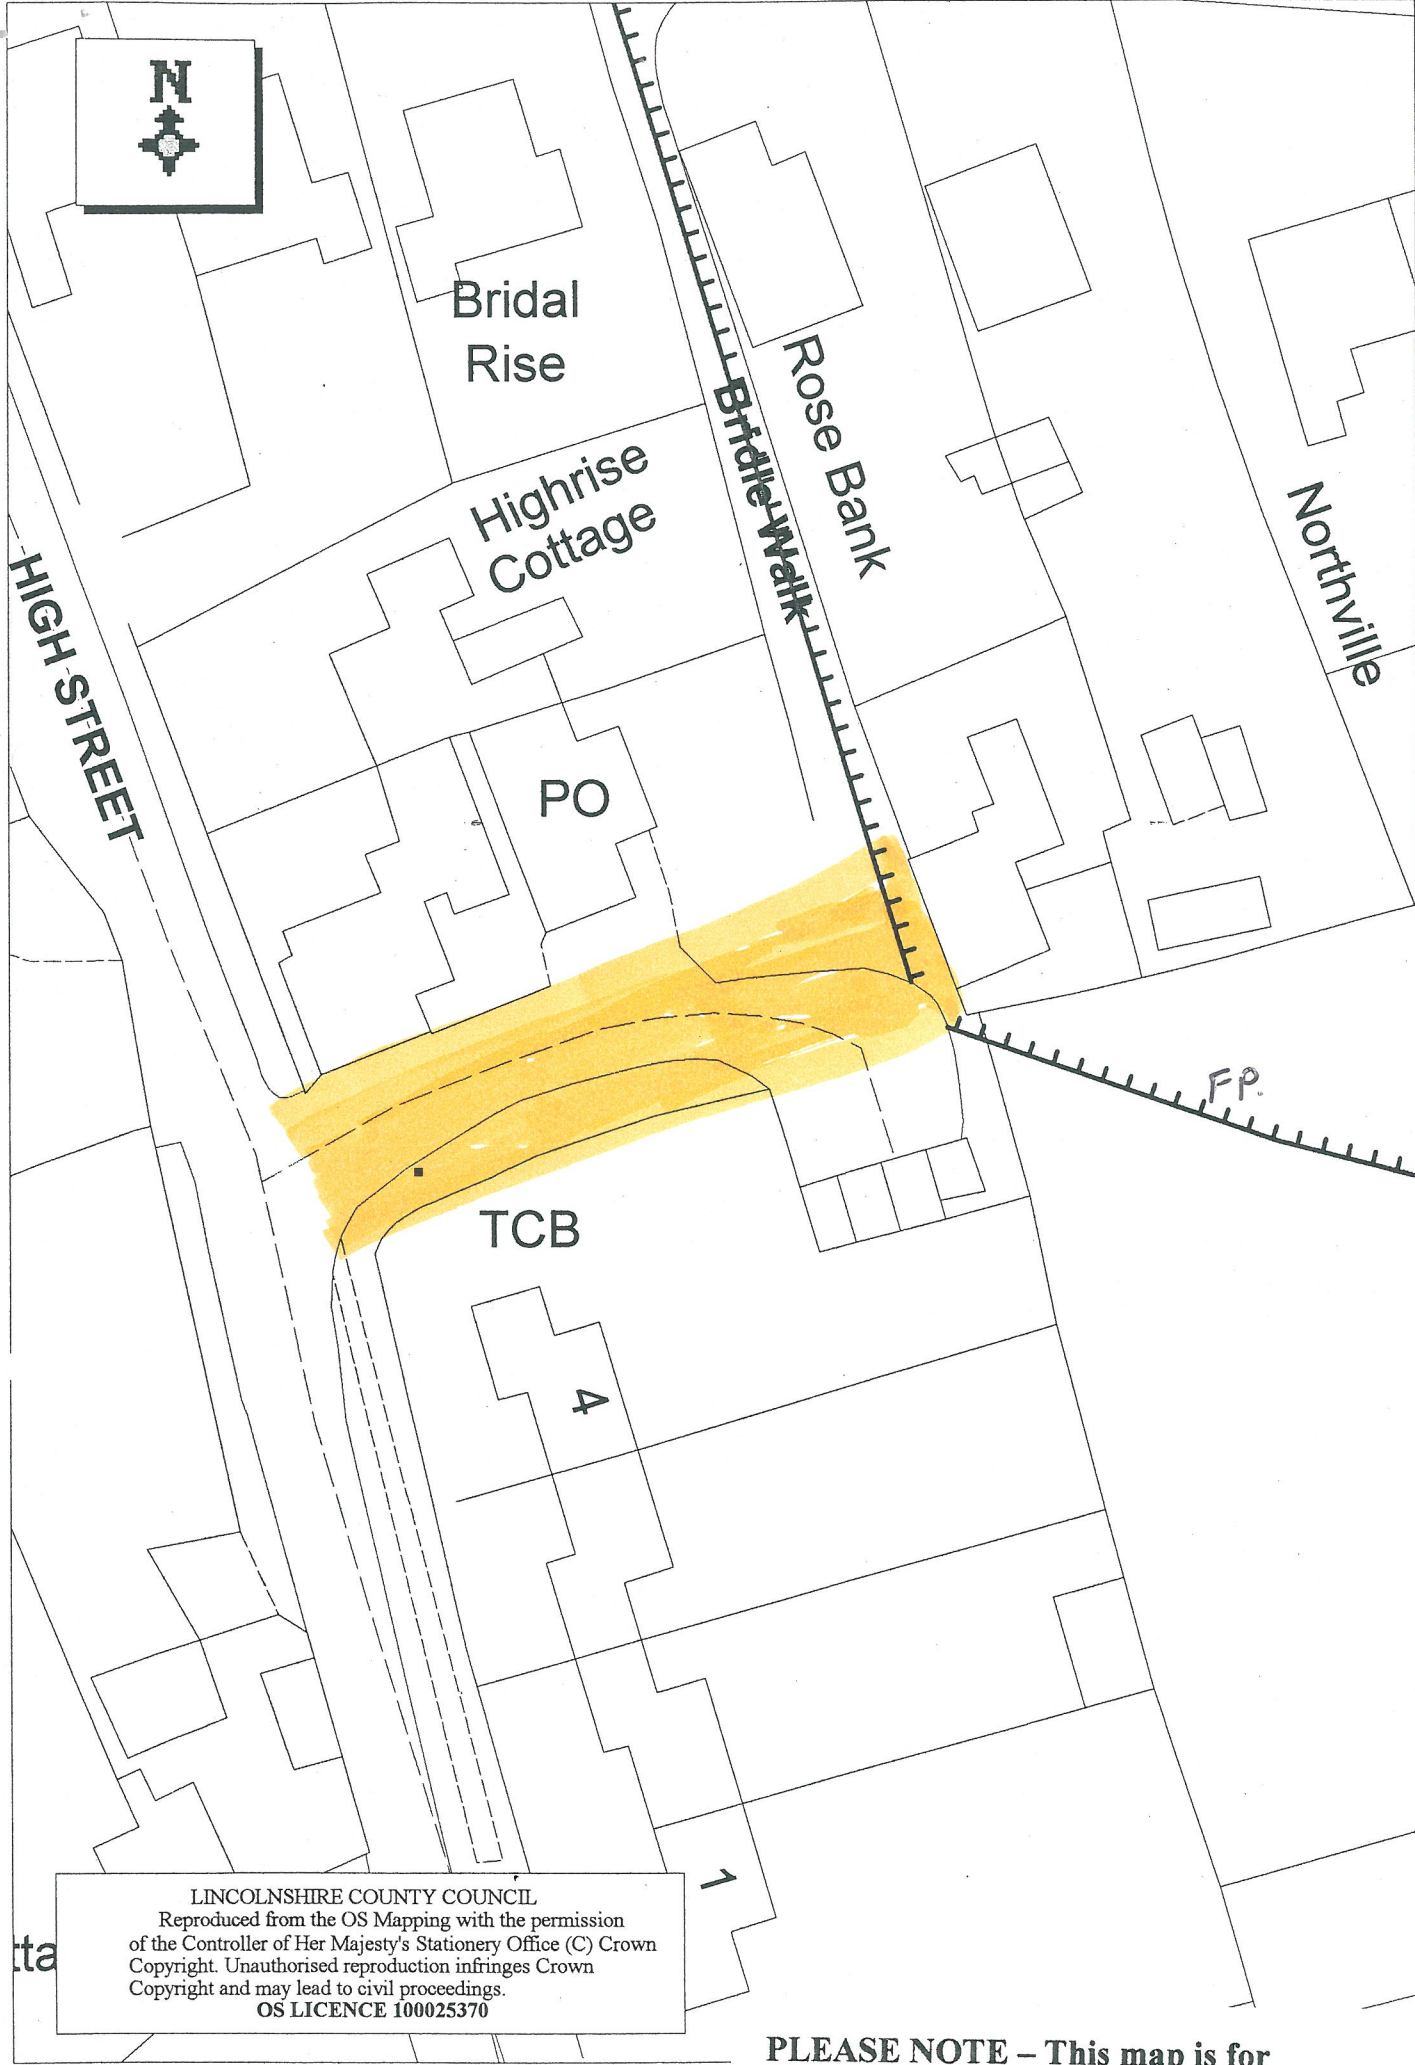 N
Bridal
Rise
Rose Bank
Bridle Walk
Highrise
Cottage
Northville
HIGH STREET
PO
FP.
TCB
4
1
LINCOLNSHIRE COUNTY COUNCIL
Reproduced from the OS Mapping with the permission
of the Controller of Her Majesty's Stationery Office (C) Crown
Copyright. Unauthorised reproduction infringes Crown
Copyright and may lead to civil proceedings.
OS LICENCE 100025370
tta
PLEASE NOTE – This map is for